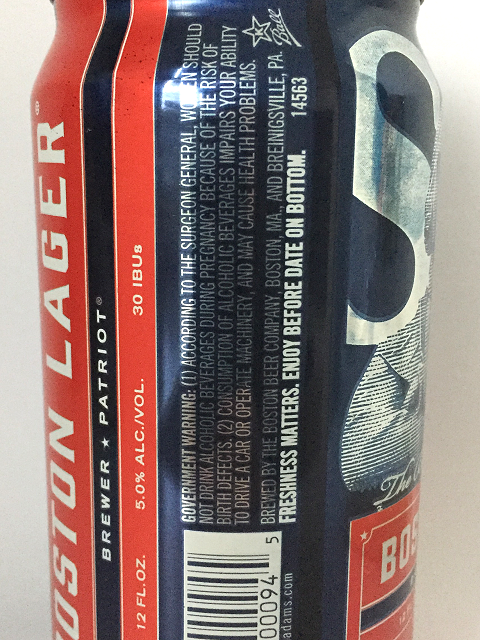 OSTON LAGER®
BREWER ★ PATRIOT®
12 FL. OZ. 5.0% ALC./VOL. 30 IBUs
GOVERNMENT WARNING: (1) ACCORDING TO THE SURGEON GENERAL, WOMEN SHOULD
NOT DRINK ALCOHOLIC BEVERAGES DURING PREGNANCY BECAUSE OF THE RISK OF
BIRTH DEFECTS. (2) CONSUMPTION OF ALCOHOLIC BEVERAGES IMPAIRS YOUR ABILITY
TO DRIVE A CAR OR OPERATE MACHINERY, AND MAY CAUSE HEALTH PROBLEMS.
BREWED BY THE BOSTON BEER COMPANY, BOSTON, MA, AND BREINIGSVILLE, PA.
FRESHNESS MATTERS. ENJOY BEFORE DATE ON BOTTOM. 14563
Ball
00094 5
adams.com
S
The
BOS